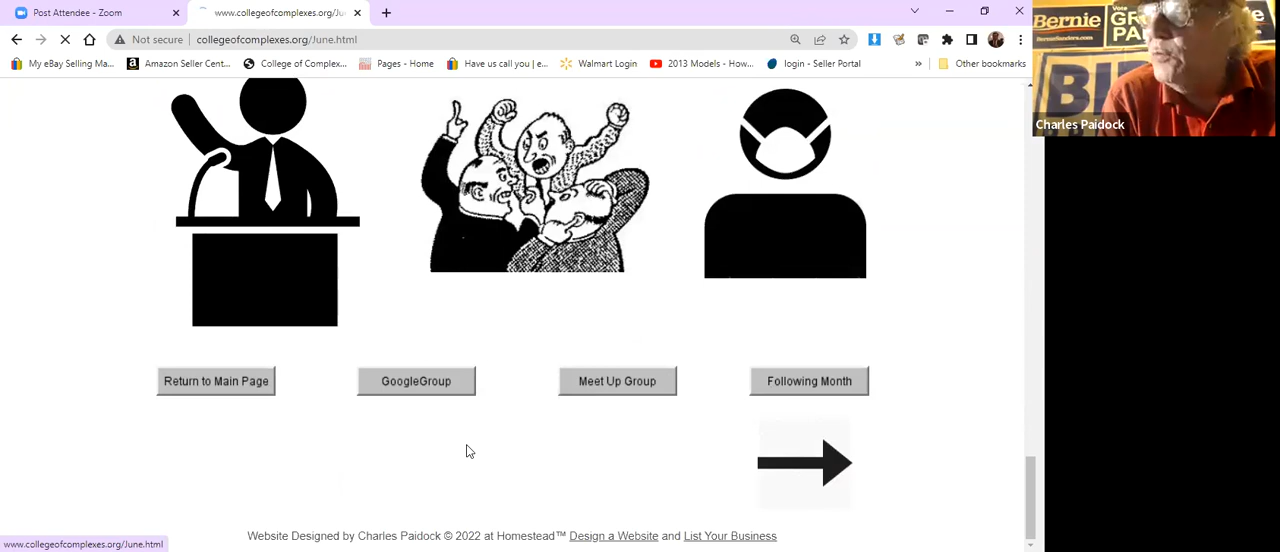 Post Attendee - Zoom
www.collegeofcomplexes.org/Ju
Not secure
collegeofcomplexes.org/June.html
My eBay Selling Ma...
Amazon Seller Cent...
College of Complex...
Pages - Home
Have us call you | e...
Walmart Login
2013 Models - How...
login - Seller Portal
»
Other bookmarks
Bernie
BernieSanders.com
Vote
Charles Paidock
Return to Main Page
GoogleGroup
Meet Up Group
Following Month
Website Designed by Charles Paidock © 2022 at Homestead™ Design a Website and List Your Business
www.collegeofcomplexes.org/June.html